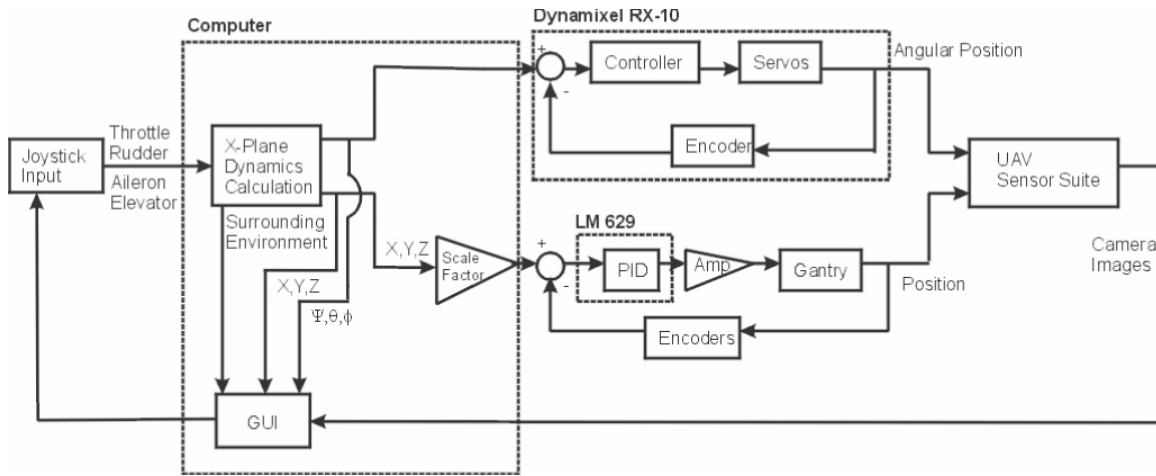 Computer
Dynamixel RX-10
Angular Position
+
-
Controller
Servos
Encoder
Throttle
Rudder
Joystick
Input
Aileron
Elevator
X-Plane
Dynamics
Calculation
UAV
Sensor Suite
Surrounding
Environment
X,Y,Z
Scale
Factor
LM 629
+
-
PID
Amp
Gantry
Position
Camera
Images
X,Y,Z
Ψ,θ,ϕ
Encoders
GUI